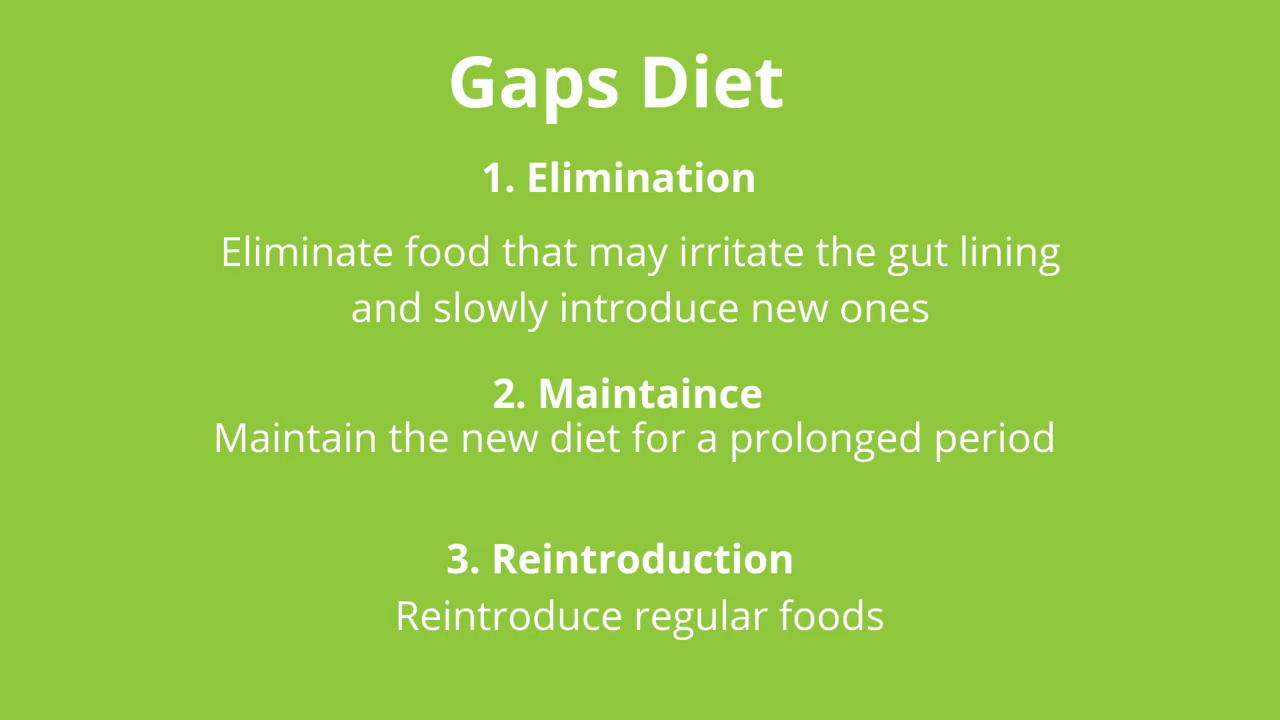 Gaps Diet
1. Elimination
Eliminate food that may irritate the gut lining
and slowly introduce new ones
2. Maintaince
Maintain the new diet for a prolonged period
3. Reintroduction
Reintroduce regular foods